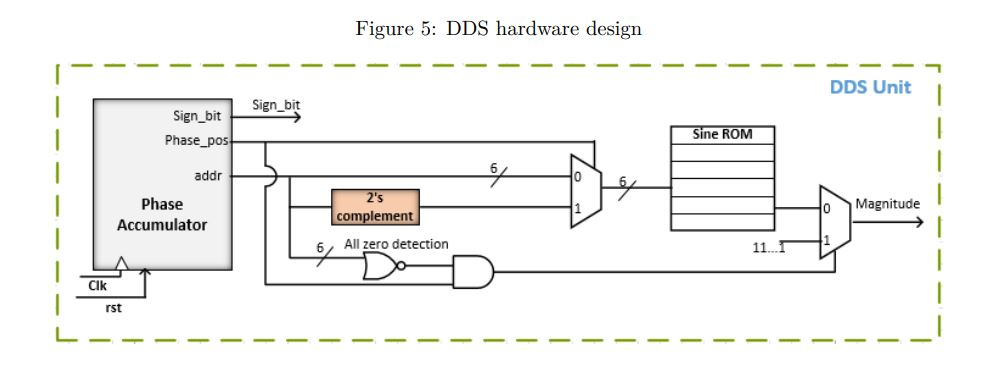 Figure 5: DDS hardware design
DDS Unit
Sign_bit
Sign_bit
Phase_pos
addr
Phase
Accumulator
Clk
rst
6
2's
complement
6
All zero detection
0
1
6
Sine ROM
0
11...1
1
Magnitude